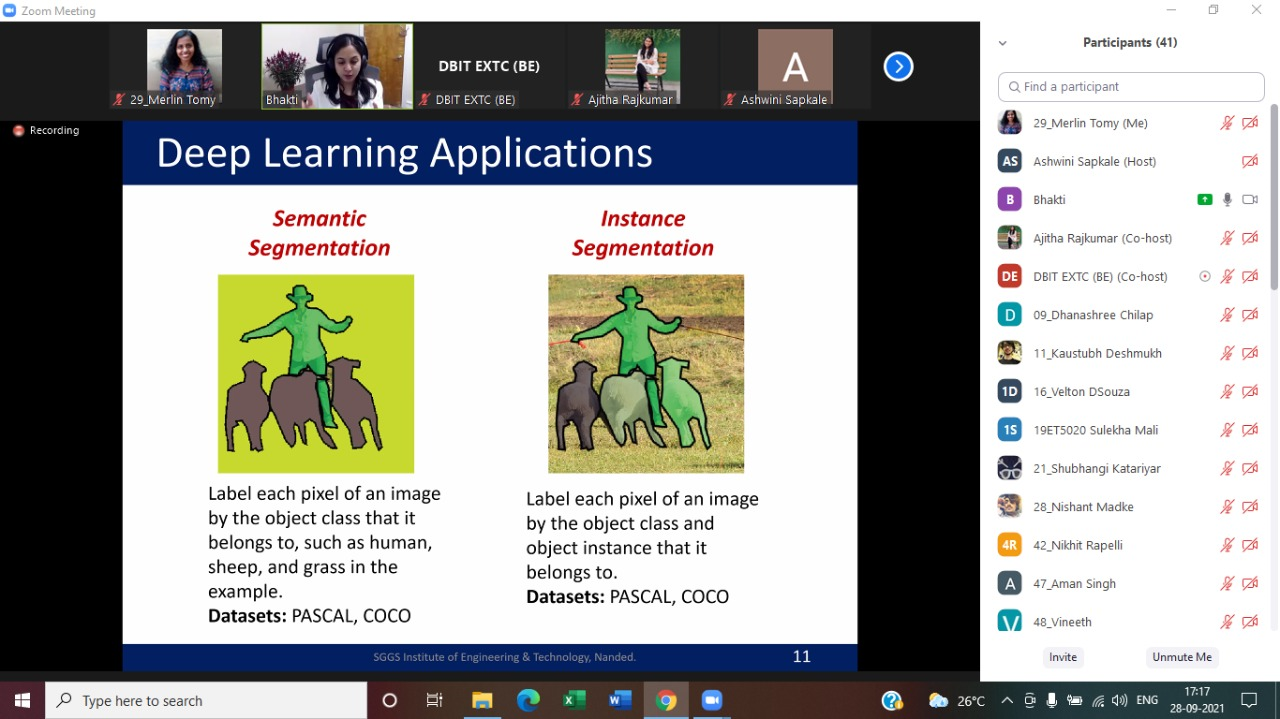 Zoom Meeting
DBIT EXTC (BE)
A
29_Merlin Tomy
Bhakti
DBIT EXTC (BE)
Ajitha Rajkumar
Ashwini Sapkale
Recording
Deep Learning Applications
Semantic
Segmentation
Label each pixel of an image
by the object class that it
belongs to, such as human,
sheep, and grass in the
example.
Datasets: PASCAL, COCO
Instance
Segmentation
Label each pixel of an image
by the object class and
object instance that it
belongs to.
Datasets: PASCAL, COCO
SGGS Institute of Engineering & Technology, Nanded.
11
Participants (41)
Find a participant
29_Merlin Tomy (Me)
AS Ashwini Sapkale (Host)
B Bhakti
Ajitha Rajkumar (Co-host)
DE DBIT EXTC (BE) (Co-host)
D 09_Dhanashree Chilap
11_Kaustubh Deshmukh
1D 16_Velton DSouza
1S 19ET5020 Sulekha Mali
21_Shubhangi Katariyar
28_Nishant Madke
4R 42_Nikhit Rapelli
A 47_Aman Singh
V 48_Vineeth
Invite
Unmute Me
Type here to search
26°C
ENG
17:17
28-09-2021